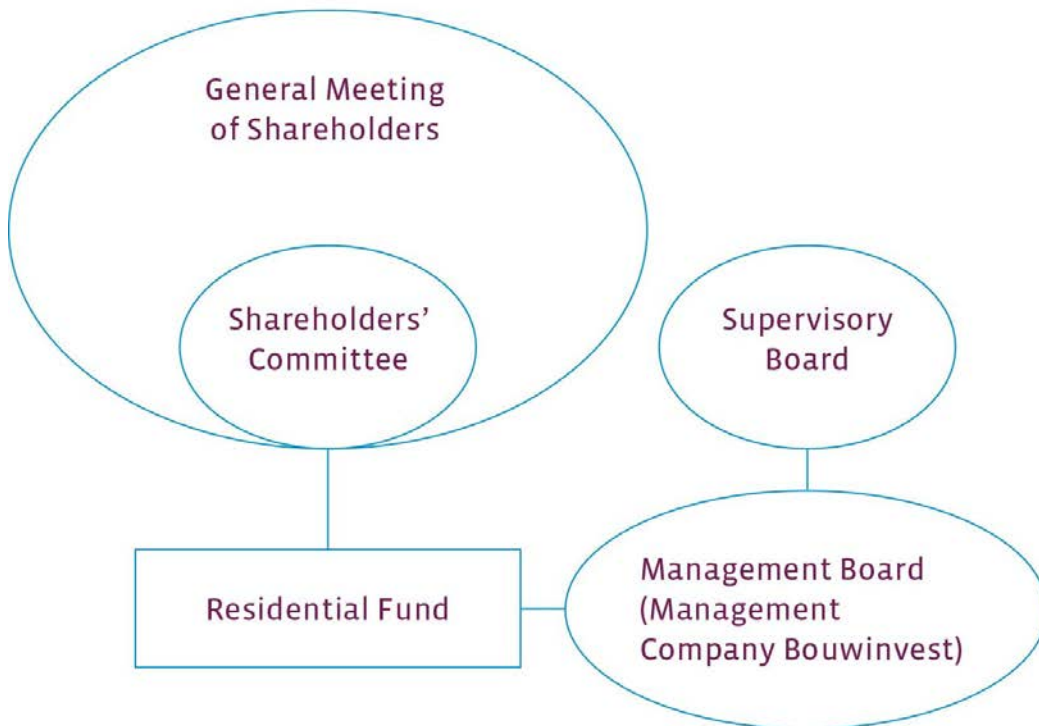 General Meeting
of Shareholders
Shareholders’
Committee
Supervisory
Board
Residential Fund
Management Board
(Management
Company Bouwinvest)